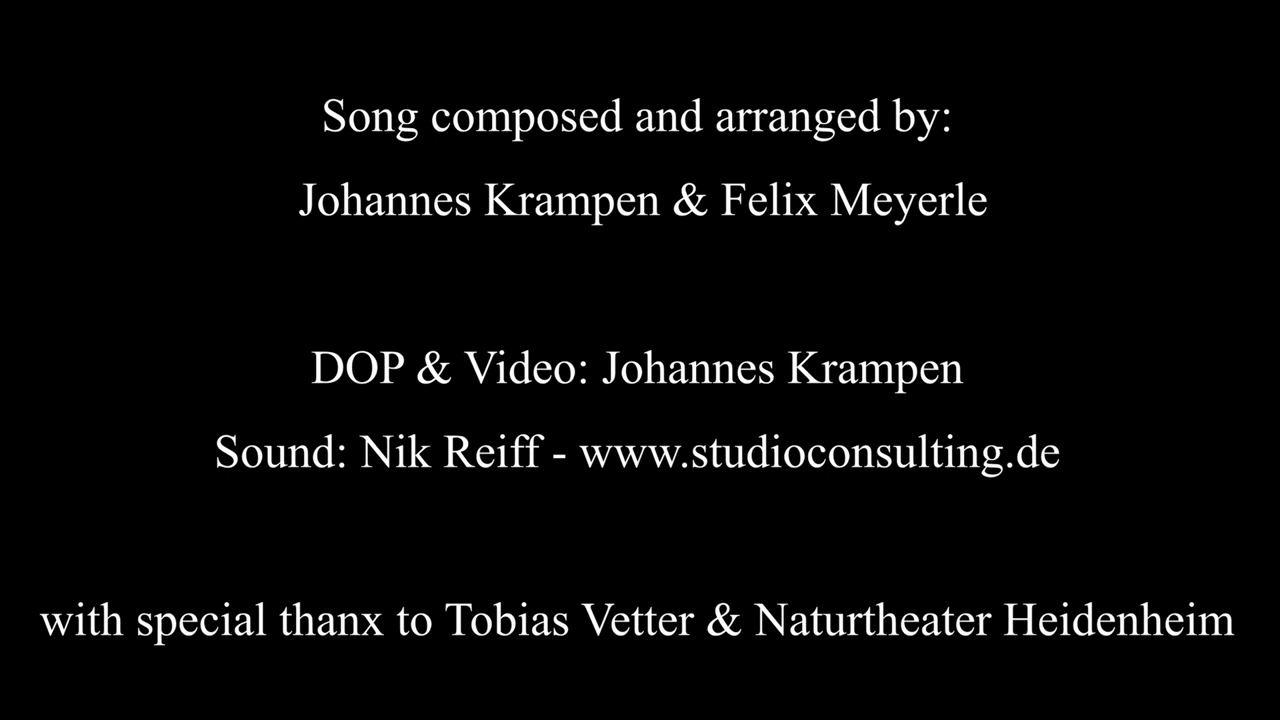 Song composed and arranged by:
Johannes Krampen & Felix Meyerle
DOP & Video: Johannes Krampen
Sound: Nik Reiff - www.studioconsulting.de
with special thanx to Tobias Vetter & Naturtheater Heidenheim